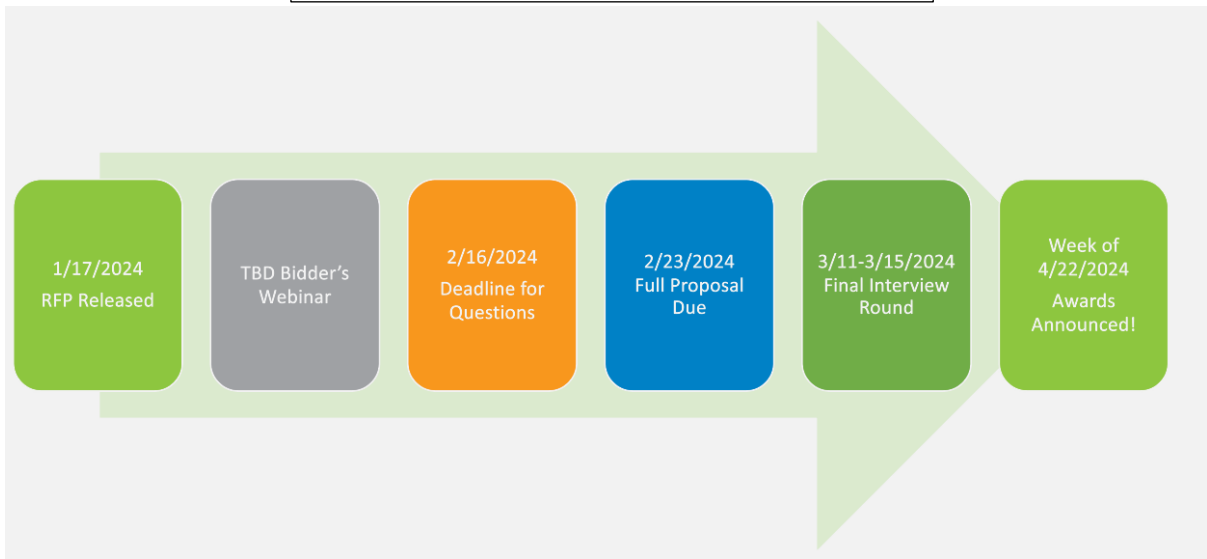 1/17/2024
RFP Released
TBD Bidder’s
Webinar
2/16/2024
Deadline for
Questions
2/23/2024
Full Proposal
Due
3/11-3/15/2024
Final Interview
Round
Week of
4/22/2024
Awards
Announced!